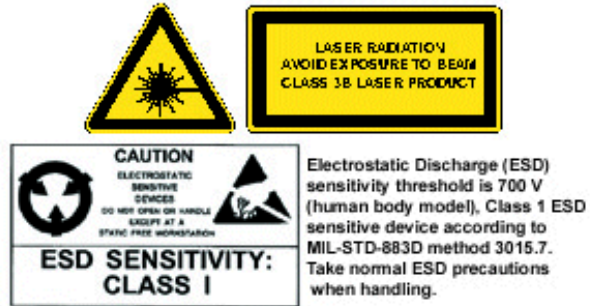 LASER RADIATION
AVOID EXPOSURE TO BEAM
CLASS 3B LASER PRODUCT
CAUTION
ELECTROSTATIC
SENSITIVE
DEVICES
DO NOT OPEN OR HANDLE
EXCEPT AT A
STATIC FREE WORKSTATION
ESD SENSITIVITY:
CLASS I
Electrostatic Discharge (ESD)
sensitivity threshold is 700 V
(human body model), Class 1 ESD
sensitive device according to
MIL-STD-883D method 3015.7.
Take normal ESD precautions
when handling.